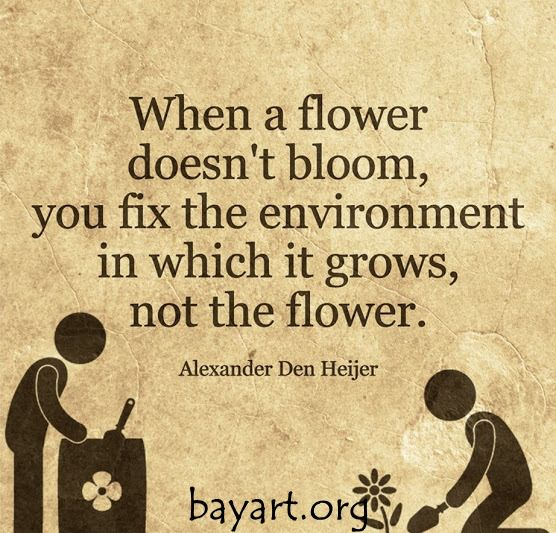 When a flower
doesn't bloom,
you fix the environment
in which it grows,
not the flower.
Alexander Den Heijer
bayart.org